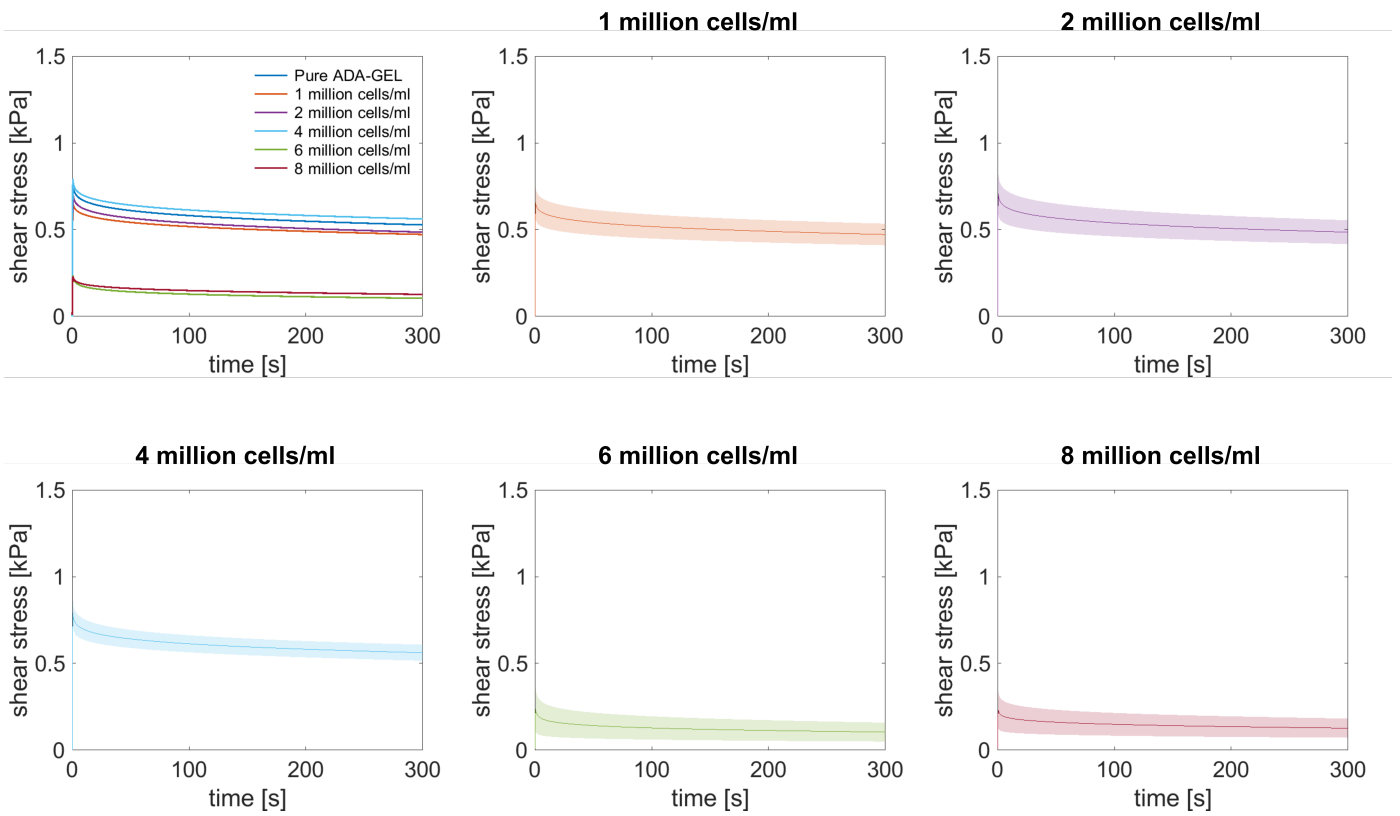 1 million cells/ml
2 million cells/ml
1.5
1
0.5
0
shear stress [kPa]
Pure ADA-GEL
1 million cells/ml
2 million cells/ml
4 million cells/ml
6 million cells/ml
8 million cells/ml
0 100 200 300
time [s]
1.5
1
0.5
0
shear stress [kPa]
0 100 200 300
time [s]
1.5
1
0.5
0
shear stress [kPa]
0 100 200 300
time [s]
4 million cells/ml
6 million cells/ml
8 million cells/ml
1.5
1
0.5
0
shear stress [kPa]
0 100 200 300
time [s]
1.5
1
0.5
0
shear stress [kPa]
0 100 200 300
time [s]
1.5
1
0.5
0
shear stress [kPa]
0 100 200 300
time [s]